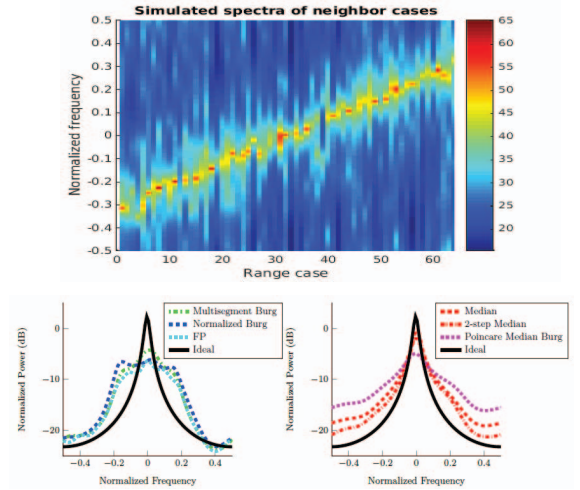 Simulated spectra of neighbor cases
Normalized frequency
0.5
0.4
0.3
0.2
0.1
0
-0.1
-0.2
-0.3
-0.4
-0.5
0 10 20 30 40 50 60
Range case
65
60
55
50
45
40
35
30
25
20
Normalized Power (dB)
0
−10
−20
−0.4 −0.2 0 0.2 0.4
Normalized Frequency
Multisegment Burg
Normalized Burg
FP
Ideal
Normalized Power (dB)
0
−10
−20
−0.4 −0.2 0 0.2 0.4
Normalized Frequency
Median
2-step Median
Poincare Median Burg
Ideal